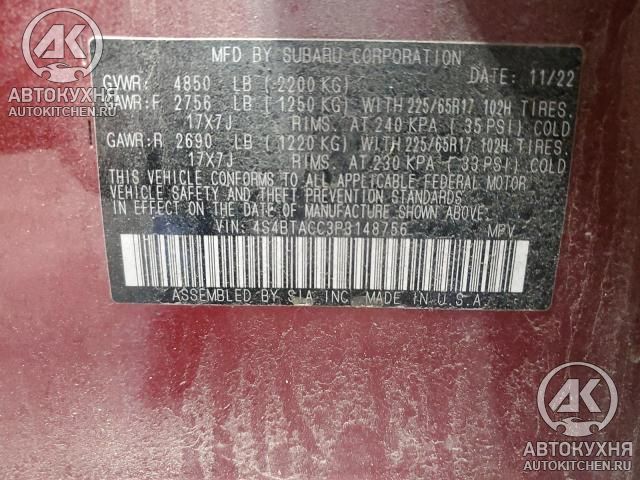 MFD BY SUBARU CORPORATION
GVWR: 4850 LB ( 2200 KG) DATE: 11/22
GAWR:F 2756 LB ( 1250 KG) WITH 225/65R17 102H TIRES.
17X7J RIMS. AT 240 KPA ( 35 PSI) COLD
GAWR:R 2690 LB ( 1220 KG) WITH 225/65R17 102H TIRES.
17X7J RIMS. AT 230 KPA ( 33 PSI) COLD
THIS VEHICLE CONFORMS TO ALL APPLICABLE FEDERAL MOTOR
VEHICLE SAFETY AND THEFT PREVENTION STANDARDS
IN EFFECT ON THE DATE OF MANUFACTURE SHOWN ABOVE.
VIN: 4S4BTACC3P3148756 MPV
ASSEMBLED BY SIA INC. MADE IN U.S.A
АК
АВТОКУХНЯ
AUTOKITCHEN.RU
АК
АВТОКУХНЯ
AUTOKITCHEN.RU